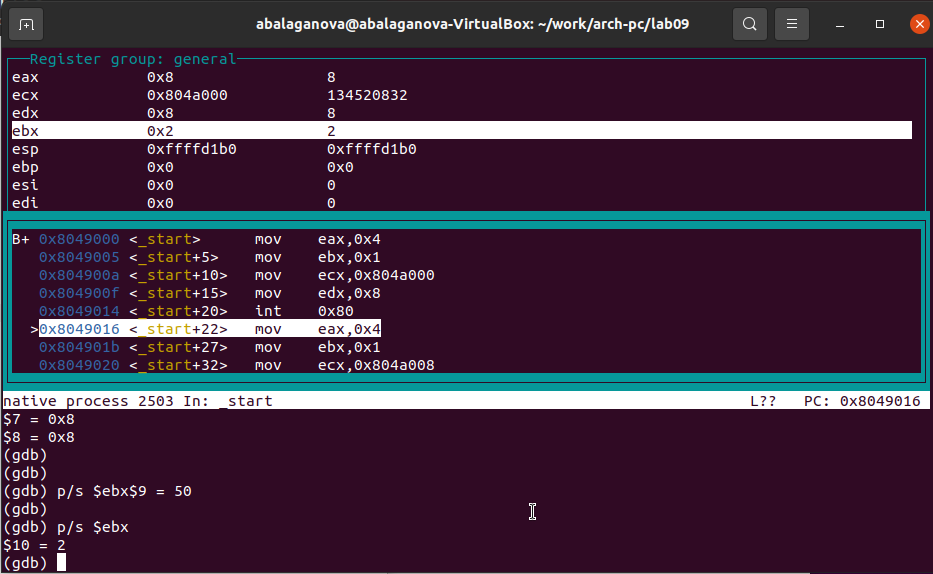 abalaganova@abalaganova-VirtualBox: ~/work/arch-pc/lab09
Register group: general
eax 0x8 8
ecx 0x804a000 134520832
edx 0x8 8
ebx 0x2 2
esp 0xffffd1b0 0xffffd1b0
ebp 0x0 0x0
esi 0x0 0
edi 0x0 0
B+ 0x8049000 <_start> mov eax,0x4
0x8049005 <_start+5> mov ebx,0x1
0x804900a <_start+10> mov ecx,0x804a000
0x804900f <_start+15> mov edx,0x8
0x8049014 <_start+20> int 0x80
>0x8049016 <_start+22> mov eax,0x4
0x804901b <_start+27> mov ebx,0x1
0x8049020 <_start+32> mov ecx,0x804a008
native process 2503 In: _start L?? PC: 0x8049016
$7 = 0x8
$8 = 0x8
(gdb)
(gdb)
(gdb) p/s $ebx$9 = 50
(gdb)
(gdb) p/s $ebx
$10 = 2
(gdb)